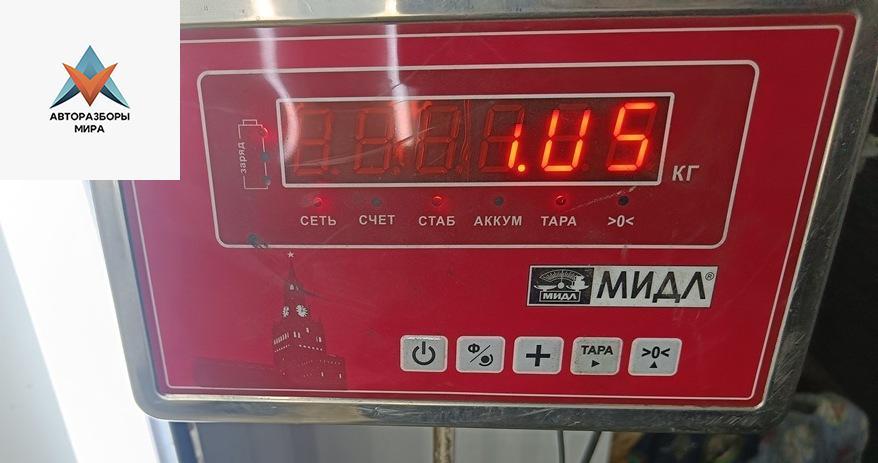 АВТОРАЗБОРЫ
МИРА
заряд
1.05
КГ
СЕТЬ СЧЕТ СТАБ АККУМ ТАРА >0<
МИДЛ МИДЛ®
Ф ТАРА >0<